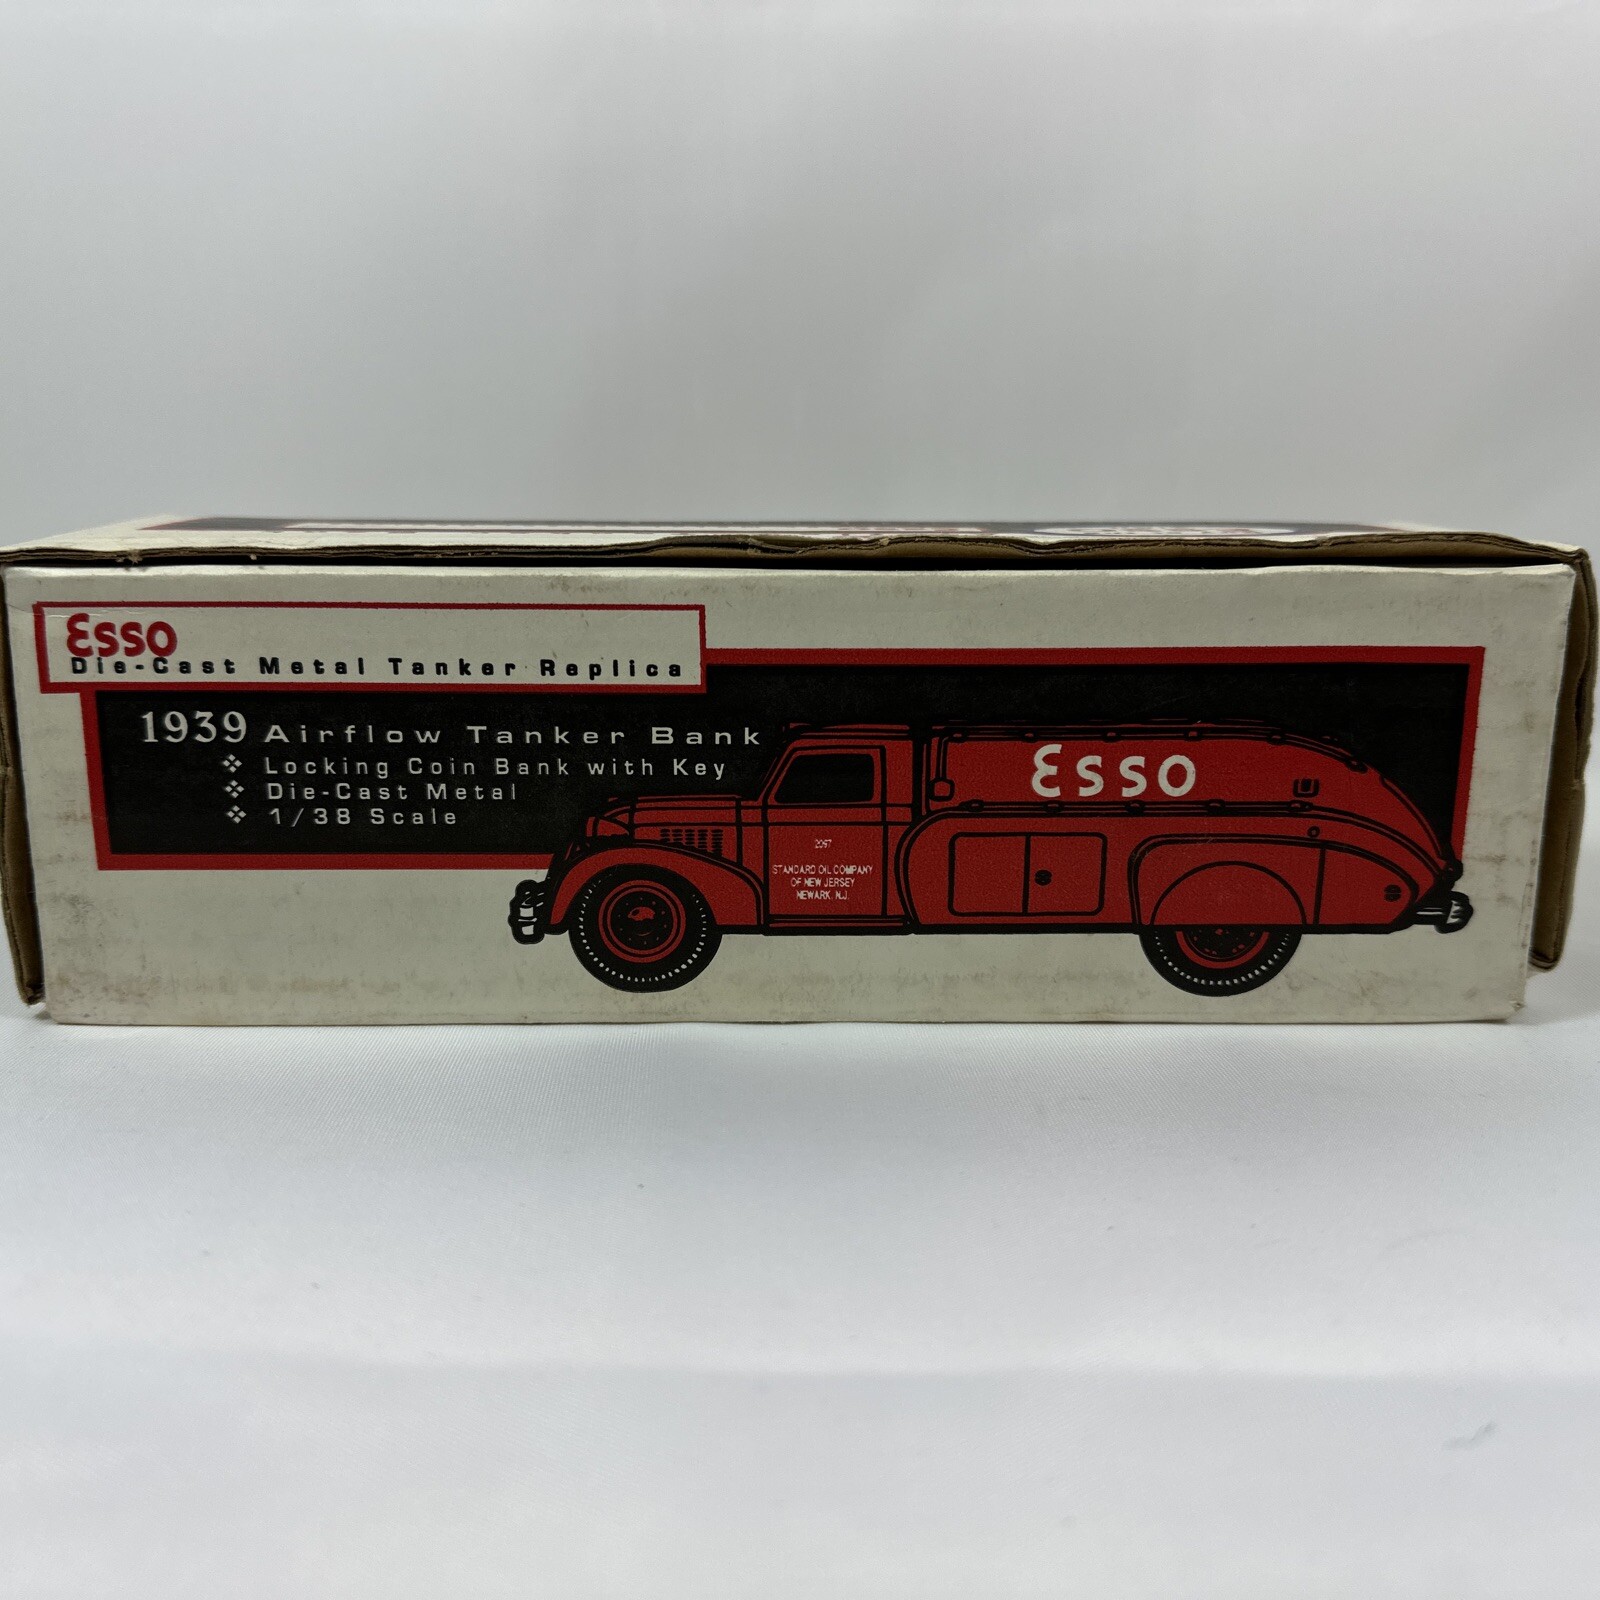 Esso
Die-Cast Metal Tanker Replica
1939 Airflow Tanker Bank
❖ Locking Coin Bank with Key
❖ Die-Cast Metal
❖ 1/38 Scale
Esso
2097
STANDARD OIL COMPANY
OF NEW JERSEY
NEWARK, N.J.